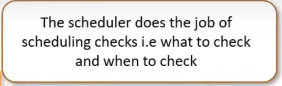 The scheduler does the job of
scheduling checks i.e what to check
and when to check